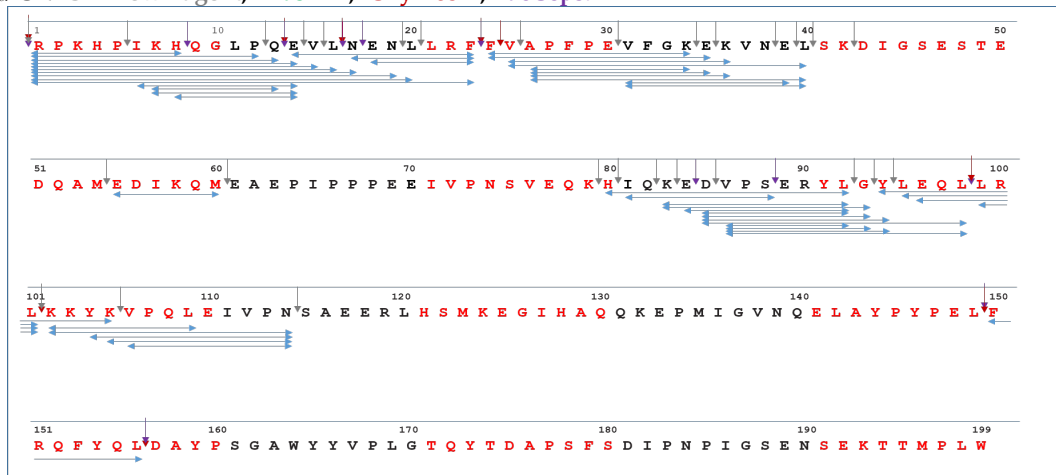 1 10 20 30 40 50
R P K H P I K H Q G L P Q E V L N E N L L R F F V A P F P E V F G K E K V N E L S K D I G S E S T E
51 60 70 80 90 100
D Q A M E D I K Q M E A E P I P P P E E I V P N S V E Q K H I Q K E D V P S E R Y L G Y L E Q L L R
101 110 120 130 140 150
L K K Y K V P Q L E I V P N S A E E R L H S M K E G I H A Q Q K E P M I G V N Q E L A Y P Y P E L F
151 160 170 180 190 199
R Q F Y Q L D A Y P S G A W Y Y V P L G T Q Y T D A P S F S D I P N P I G S E N S E K T T M P L W